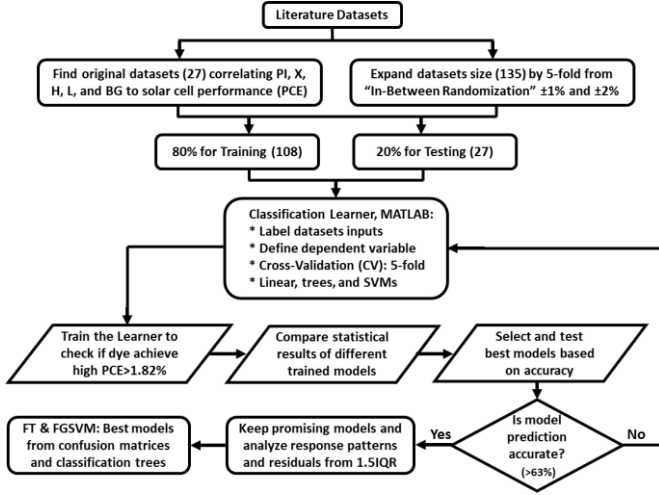 Literature Datasets
Find original datasets (27) correlating PI, X,
H, L, and BG to solar cell performance (PCE)
Expand datasets size (135) by 5-fold from
“In-Between Randomization” ±1% and ±2%
80% for Training (108)
20% for Testing (27)
Classification Learner, MATLAB:
* Label datasets inputs
* Define dependent variable
* Cross-Validation (CV): 5-fold
* Linear, trees, and SVMs
Train the Learner to
check if dye achieve
high PCE>1.82%
Compare statistical
results of different
trained models
Select and test
best models based
on accuracy
Is model
prediction
accurate?
(>63%)
Yes
No
Keep promising models and
analyze response patterns
and residuals from 1.5IQR
FT & FGSVM: Best models
from confusion matrices
and classification trees